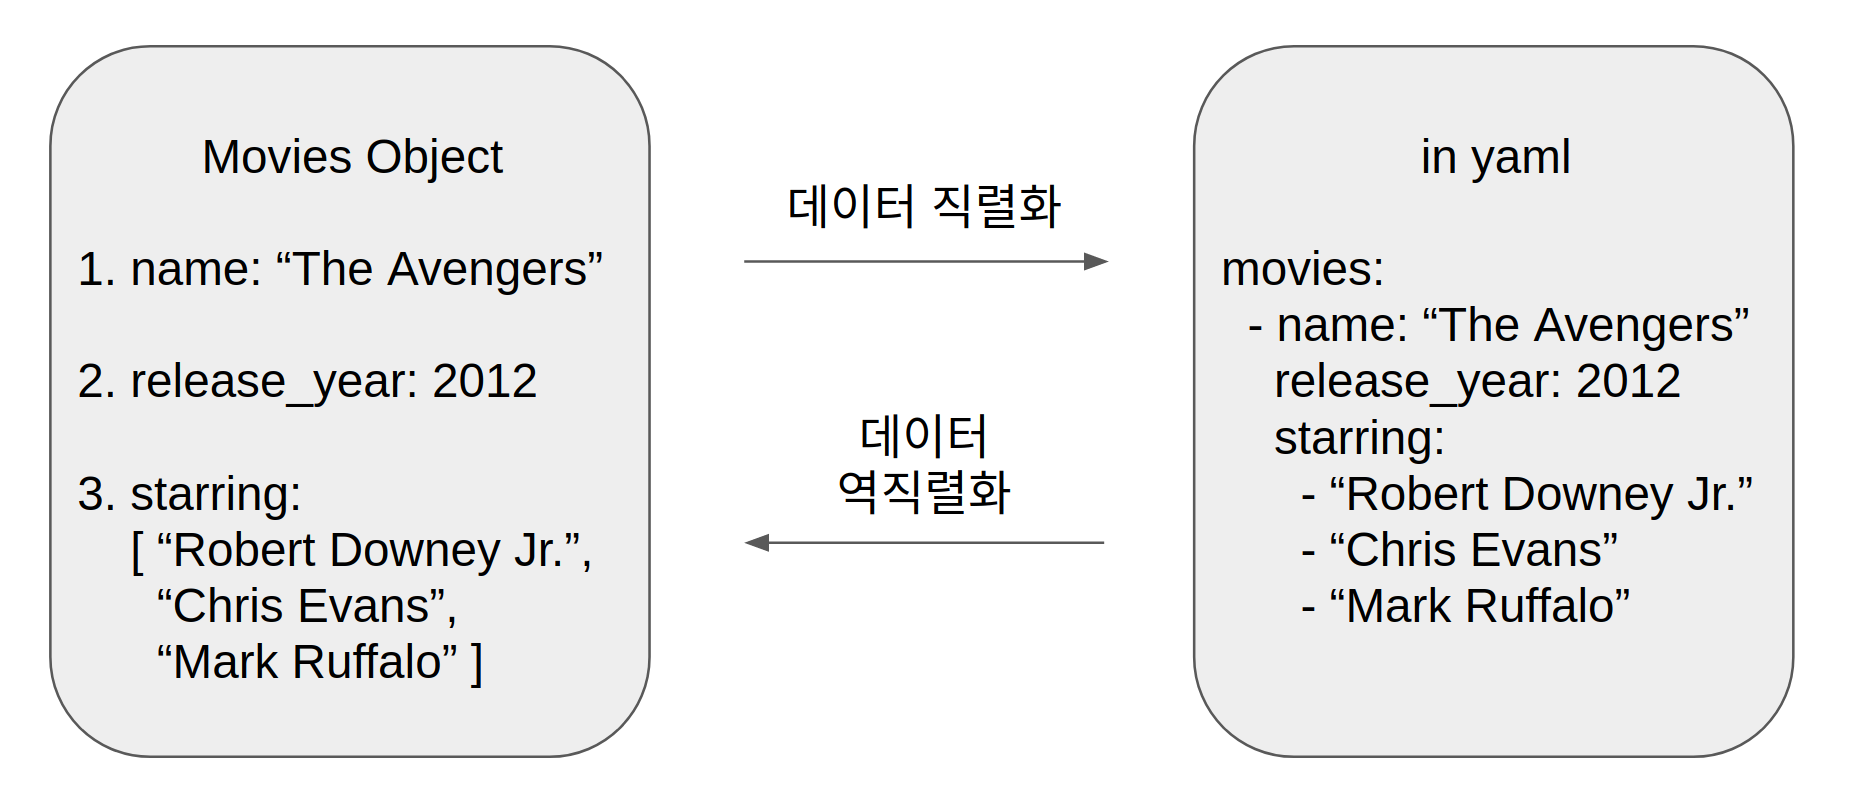 Movies Object
1. name: “The Avengers”
2. release_year: 2012
3. starring:
[ “Robert Downey Jr.”,
“Chris Evans”,
“Mark Ruffalo” ]
데이터 직렬화
데이터
역직렬화
in yaml
movies:
- name: “The Avengers”
release_year: 2012
starring:
- “Robert Downey Jr.”
- “Chris Evans”
- “Mark Ruffalo”